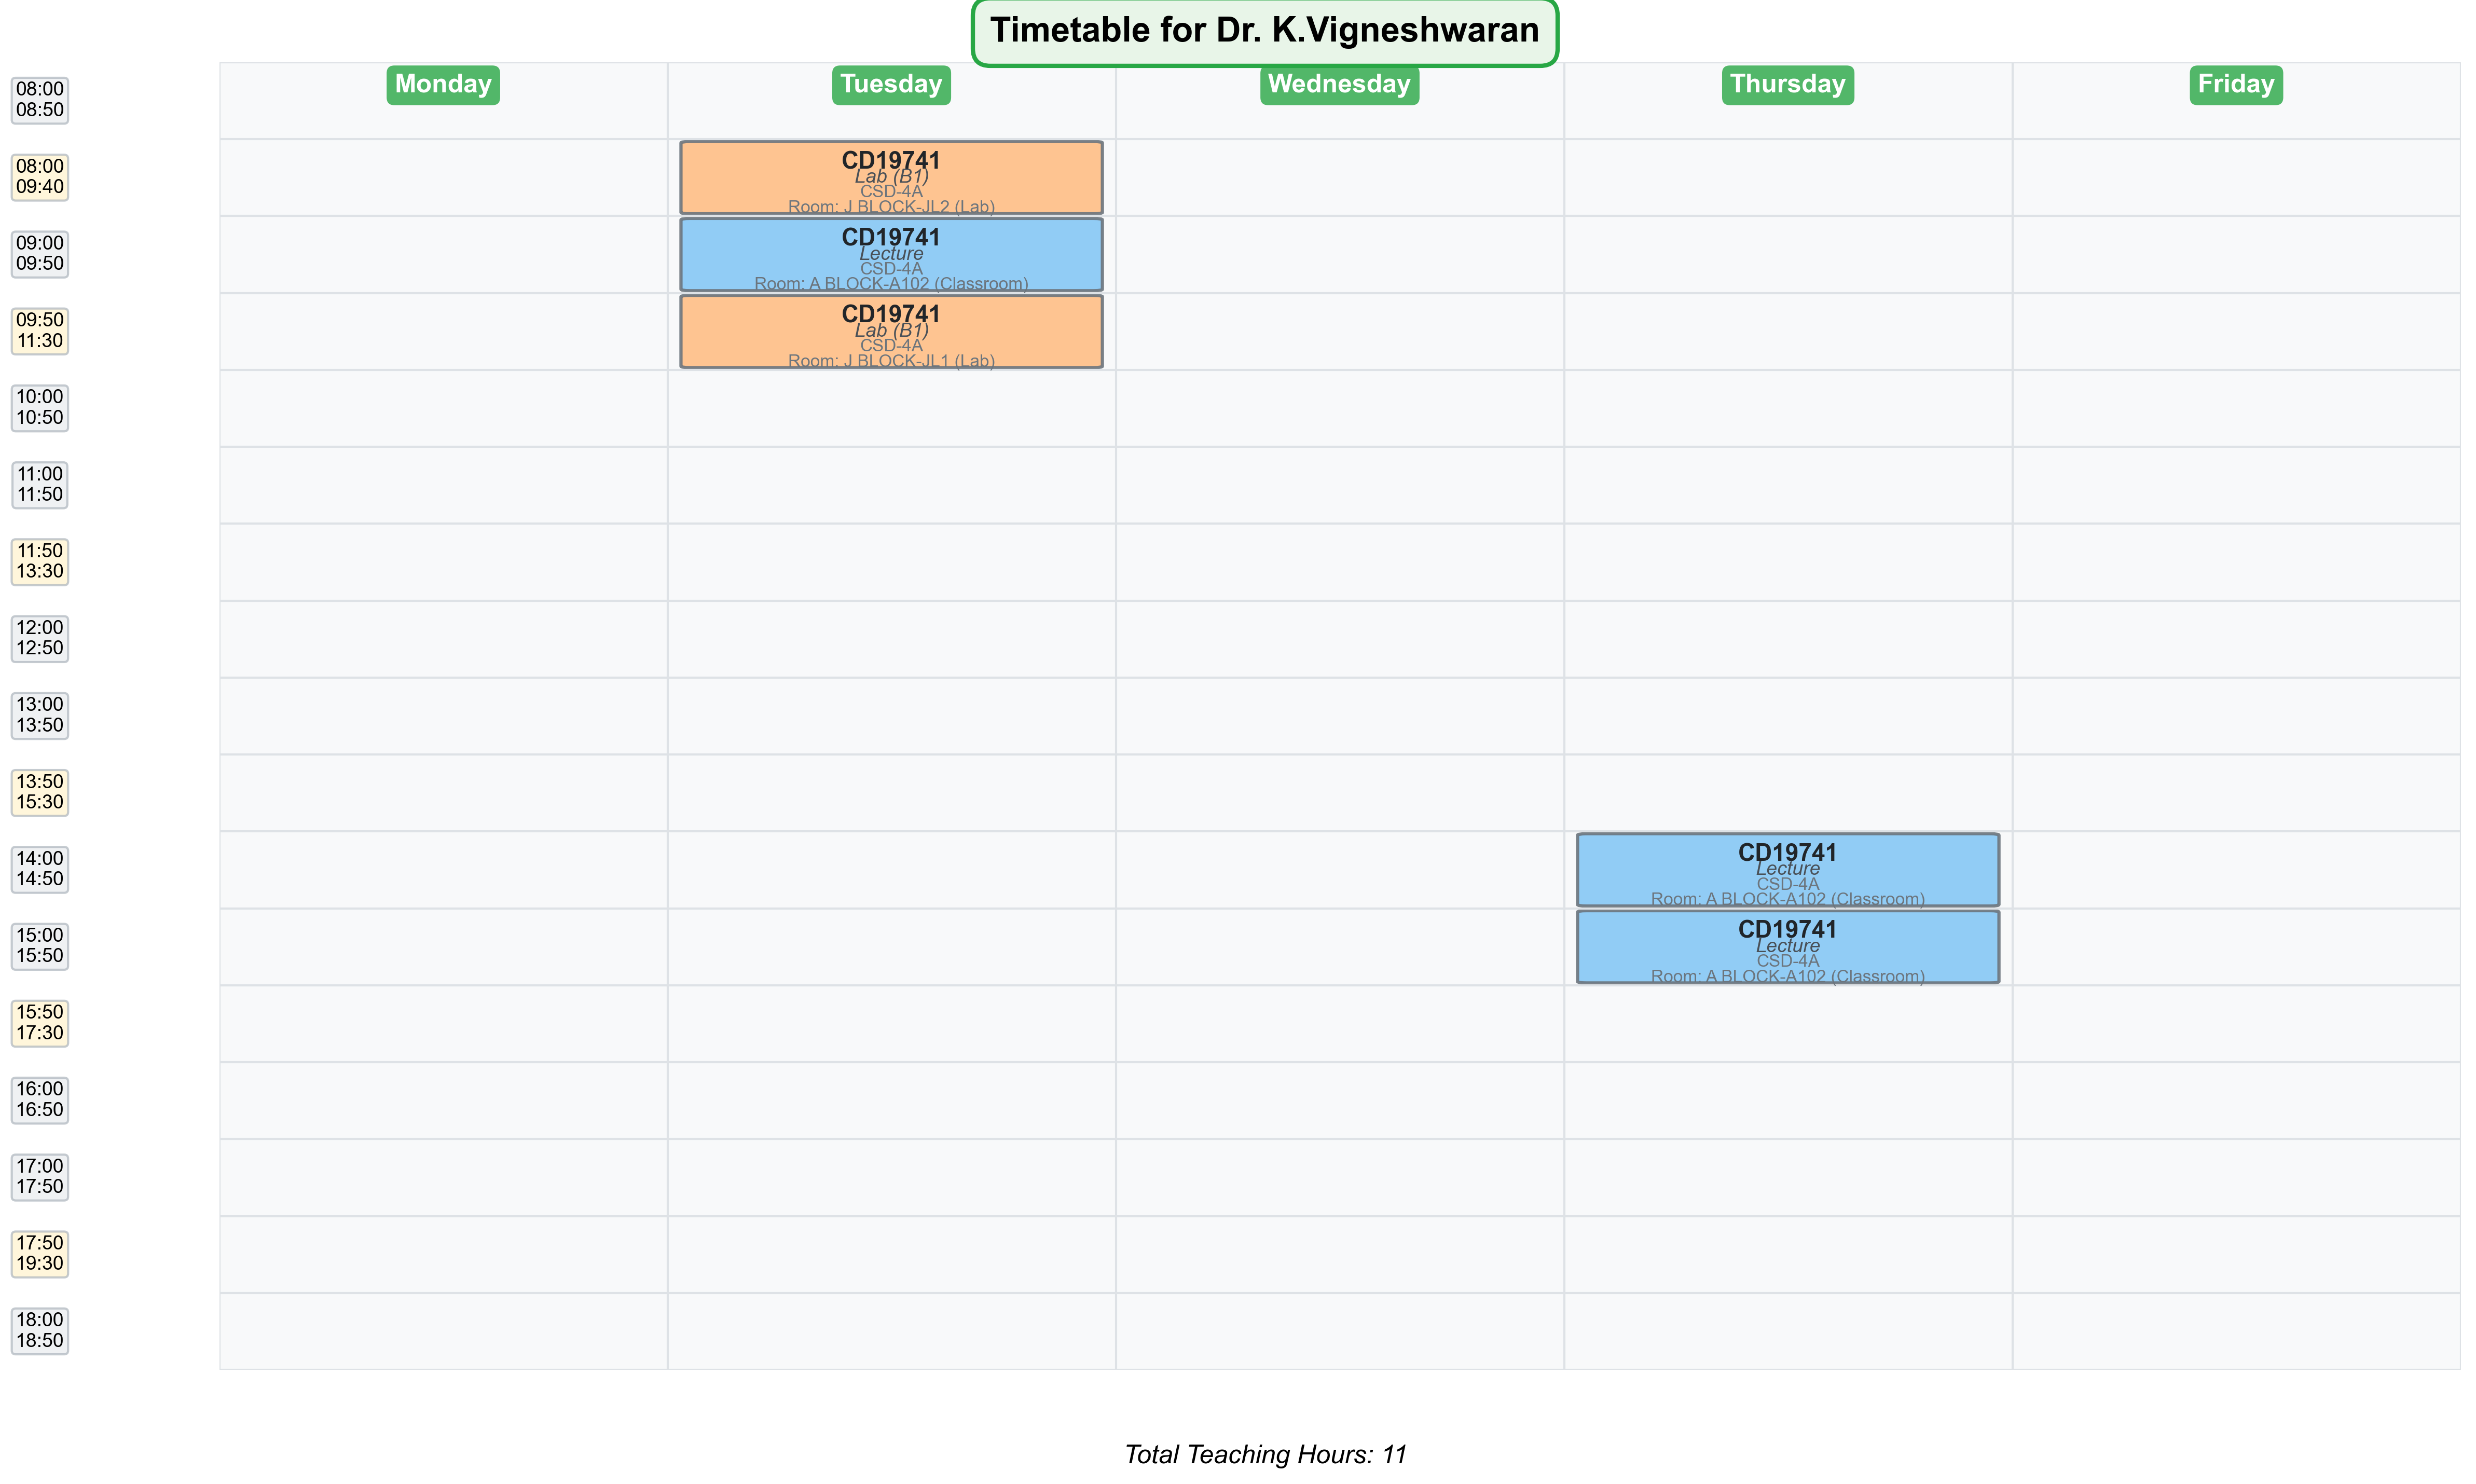 Timetable for Dr. K.Vigneshwaran
Monday
Tuesday
Wednesday
Thursday
Friday
08:00
08:50
08:00
09:40
CD19741
Lab (B1)
CSD-4A
Room: J BLOCK-JL2 (Lab)
09:00
09:50
CD19741
Lecture
CSD-4A
Room: A BLOCK-A102 (Classroom)
09:50
11:30
CD19741
Lab (B1)
CSD-4A
Room: J BLOCK-JL1 (Lab)
10:00
10:50
11:00
11:50
11:50
13:30
12:00
12:50
13:00
13:50
13:50
15:30
14:00
14:50
CD19741
Lecture
CSD-4A
Room: A BLOCK-A102 (Classroom)
15:00
15:50
CD19741
Lecture
CSD-4A
Room: A BLOCK-A102 (Classroom)
15:50
17:30
16:00
16:50
17:00
17:50
17:50
19:30
18:00
18:50
Total Teaching Hours: 11